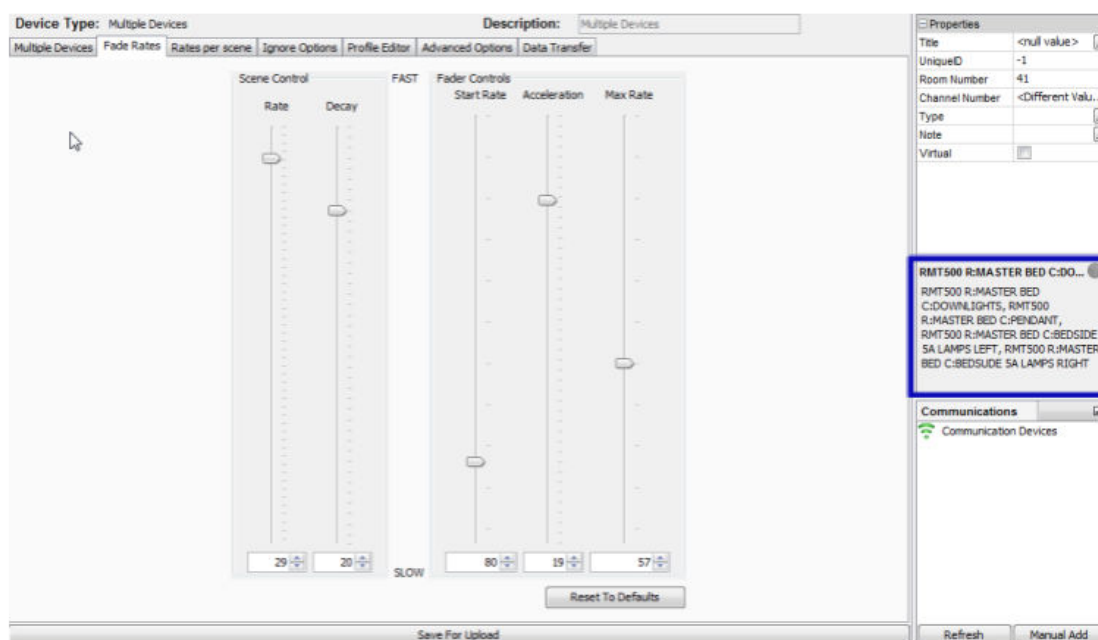 Device Type: Multiple Devices Description: Multiple Devices
Multiple Devices Fade Rates Rates per scene Ignore Options Profile Editor Advanced Options Data Transfer
Scene Control FAST Fader Controls
Rate Decay Start Rate Acceleration Max Rate
29 20 SLOW 80 19 57
Reset To Defaults
Save For Upload
Properties
Title <null value>
UniqueID -1
Room Number 41
Channel Number <Different Valu...
Type
Note
Virtual
RMT500 R:MASTER BED C:DO...
RMT500 R:MASTER BED
C:DOWNLIGHTS, RMT500
R:MASTER BED C:PENDANT,
RMT500 R:MASTER BED C:BEDSIDE
5A LAMPS LEFT, RMT500 R:MASTER
BED C:BEDSUDE 5A LAMPS RIGHT
Communications
Communication Devices
Refresh Manual Add